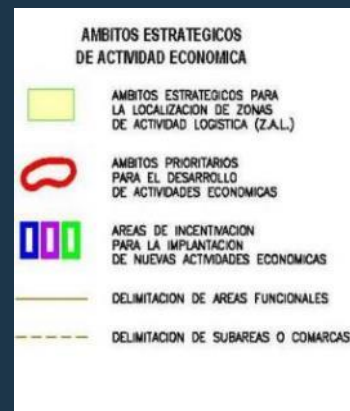 AMBITOS ESTRATEGICOS
DE ACTIVIDAD ECONOMICA
AMBITOS ESTRATEGICOS PARA
LA LOCALIZACION DE ZONAS
DE ACTIVIDAD LOGISTICA (Z.A.L.)
AMBITOS PRIORITARIOS
PARA EL DESARROLLO
DE ACTIVIDADES ECONOMICAS
AREAS DE INCENTIVACION
PARA LA IMPLANTACION
DE NUEVAS ACTIVIDADES ECONOMICAS
DELIMITACION DE AREAS FUNCIONALES
DELIMITACION DE SUBAREAS O COMARCAS